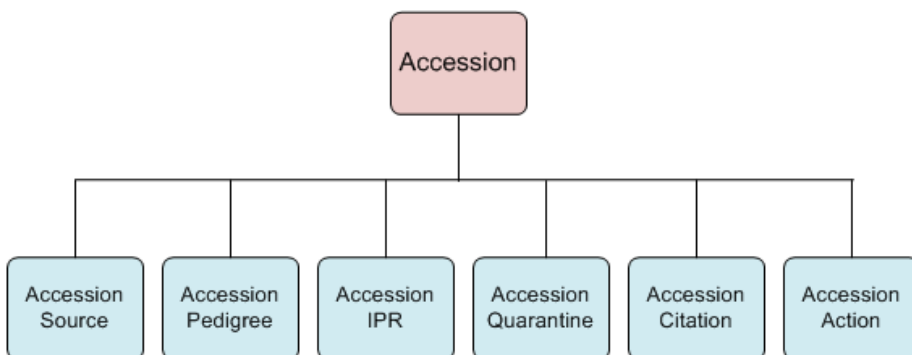 Accession
Accession
Source
Accession
Pedigree
Accession
IPR
Accession
Quarantine
Accession
Citation
Accession
Action